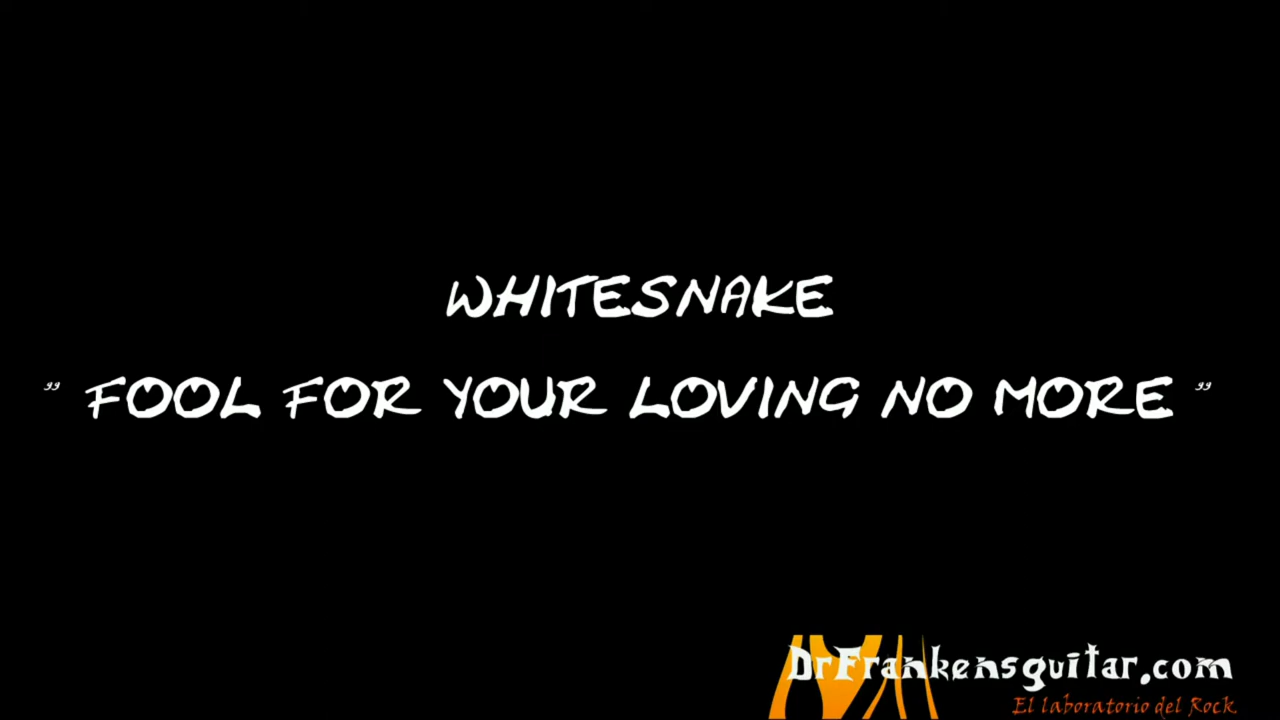 WHITESNAKE
" FOOL FOR YOUR LOVING NO MORE "
DrFrankensguitar.com
El laboratorio del Rock